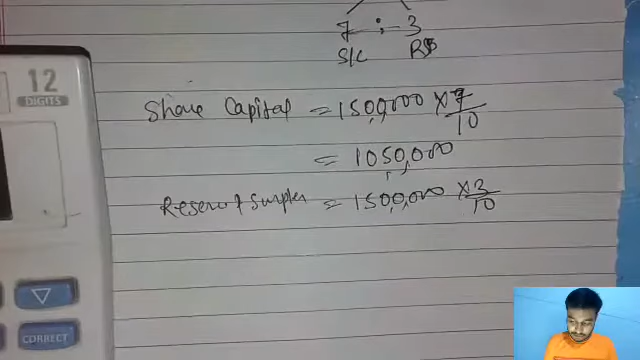 7 : 3
S/C R&S
12
DIGITS
Share Capital = 1500,000 × 7/10
= 1050,000
Reserve & Surplus = 1500,000 × 3/10
CORRECT